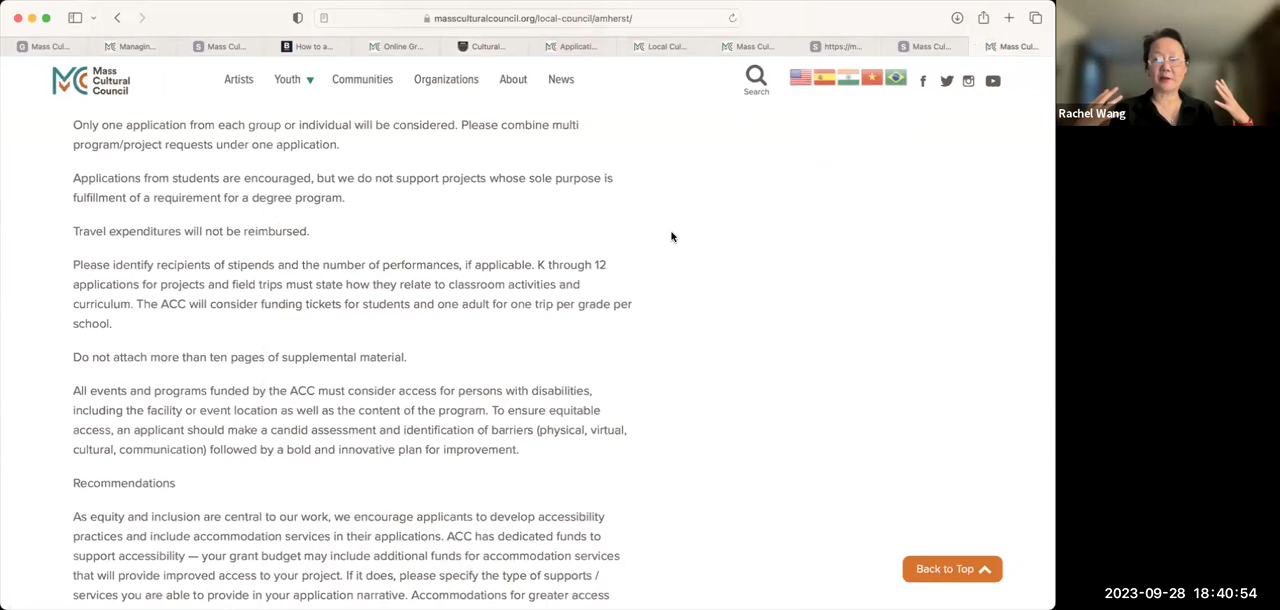 massculturalcouncil.org/local-council/amherst/
Mass Cul...
Managin...
Mass Cul...
How to a...
Online Gr...
Cultural...
Applicati...
Local Cul...
Mass Cul...
https://m...
Mass Cul...
Mass Cul...
Mass
Cultural
Council
Artists
Youth
Communities
Organizations
About
News
Search
Only one application from each group or individual will be considered. Please combine multi
program/project requests under one application.
Applications from students are encouraged, but we do not support projects whose sole purpose is
fulfillment of a requirement for a degree program.
Travel expenditures will not be reimbursed.
Please identify recipients of stipends and the number of performances, if applicable. K through 12
applications for projects and field trips must state how they relate to classroom activities and
curriculum. The ACC will consider funding tickets for students and one adult for one trip per grade per
school.
Do not attach more than ten pages of supplemental material.
All events and programs funded by the ACC must consider access for persons with disabilities,
including the facility or event location as well as the content of the program. To ensure equitable
access, an applicant should make a candid assessment and identification of barriers (physical, virtual,
cultural, communication) followed by a bold and innovative plan for improvement.
Recommendations
As equity and inclusion are central to our work, we encourage applicants to develop accessibility
practices and include accommodation services in their applications. ACC has dedicated funds to
support accessibility — your grant budget may include additional funds for accommodation services
that will provide improved access to your project. If it does, please specify the type of supports /
services you are able to provide in your application narrative. Accommodations for greater access
Back to Top
Rachel Wang
2023-09-28 18:40:54